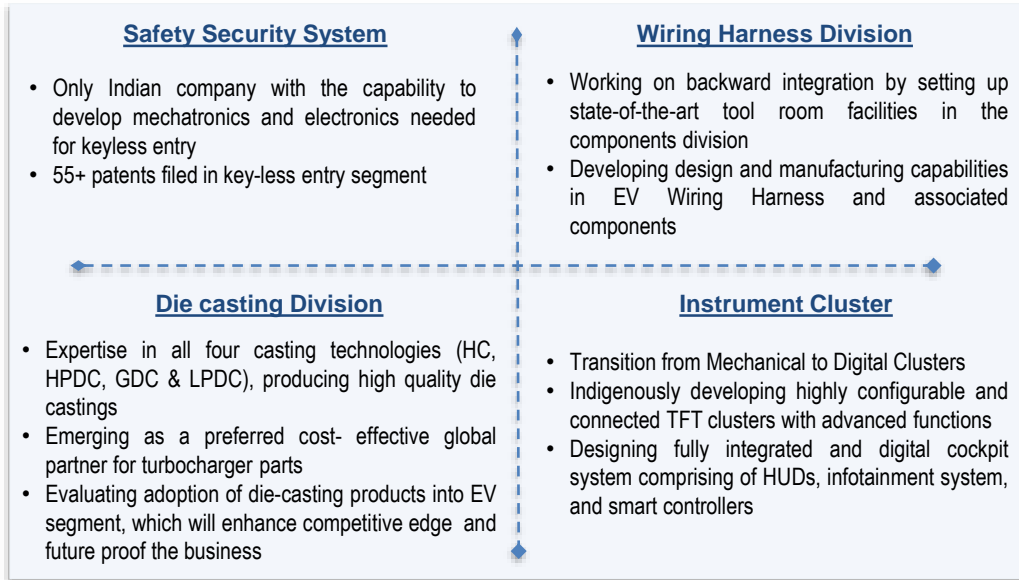 Safety Security System
• Only Indian company with the capability to
develop mechatronics and electronics needed
for keyless entry
• 55+ patents filed in key-less entry segment
Wiring Harness Division
• Working on backward integration by setting up
state-of-the-art tool room facilities in the
components division
• Developing design and manufacturing capabilities
in EV Wiring Harness and associated
components
Die casting Division
• Expertise in all four casting technologies (HC,
HPDC, GDC & LPDC), producing high quality die
castings
• Emerging as a preferred cost- effective global
partner for turbocharger parts
• Evaluating adoption of die-casting products into EV
segment, which will enhance competitive edge and
future proof the business
Instrument Cluster
• Transition from Mechanical to Digital Clusters
• Indigenously developing highly configurable and
connected TFT clusters with advanced functions
• Designing fully integrated and digital cockpit
system comprising of HUDs, infotainment system,
and smart controllers